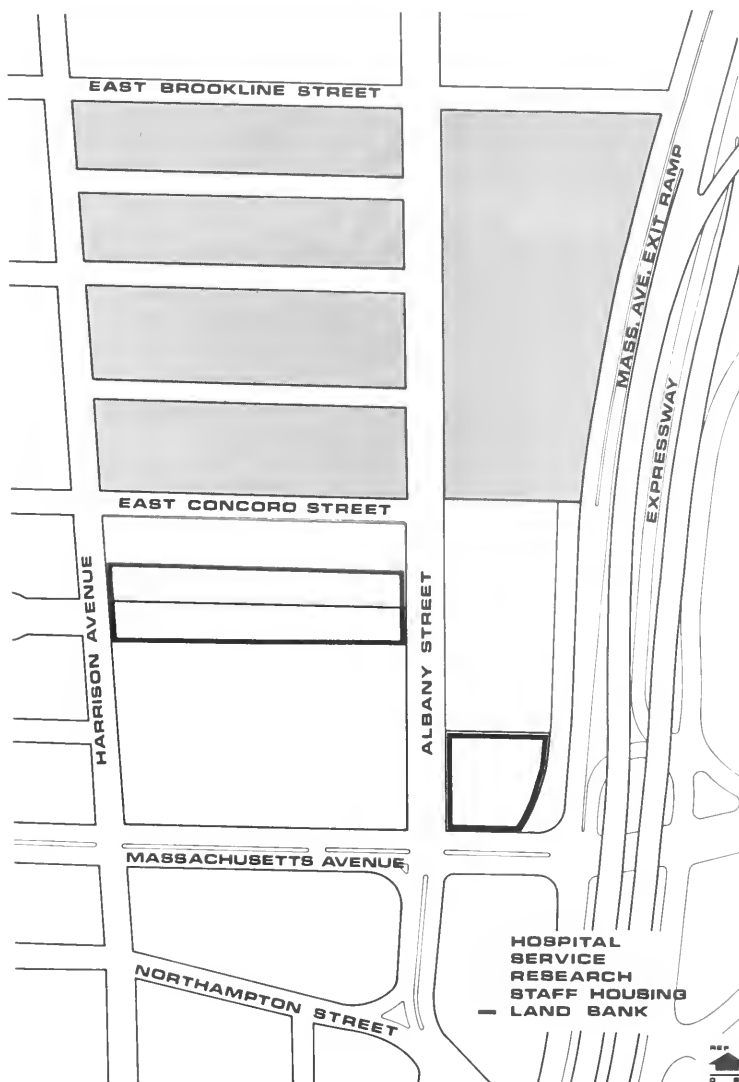 EAST BROOKLINE STREET
MASS. AVE. EXIT RAMP
EXPRESSWAY
EAST CONCORD STREET
HARRISON AVENUE
ALBANY STREET
MASSACHUSETTS AVENUE
NORTHAMPTON STREET
HOSPITAL
SERVICE
RESEARCH
STAFF HOUSING
LAND BANK